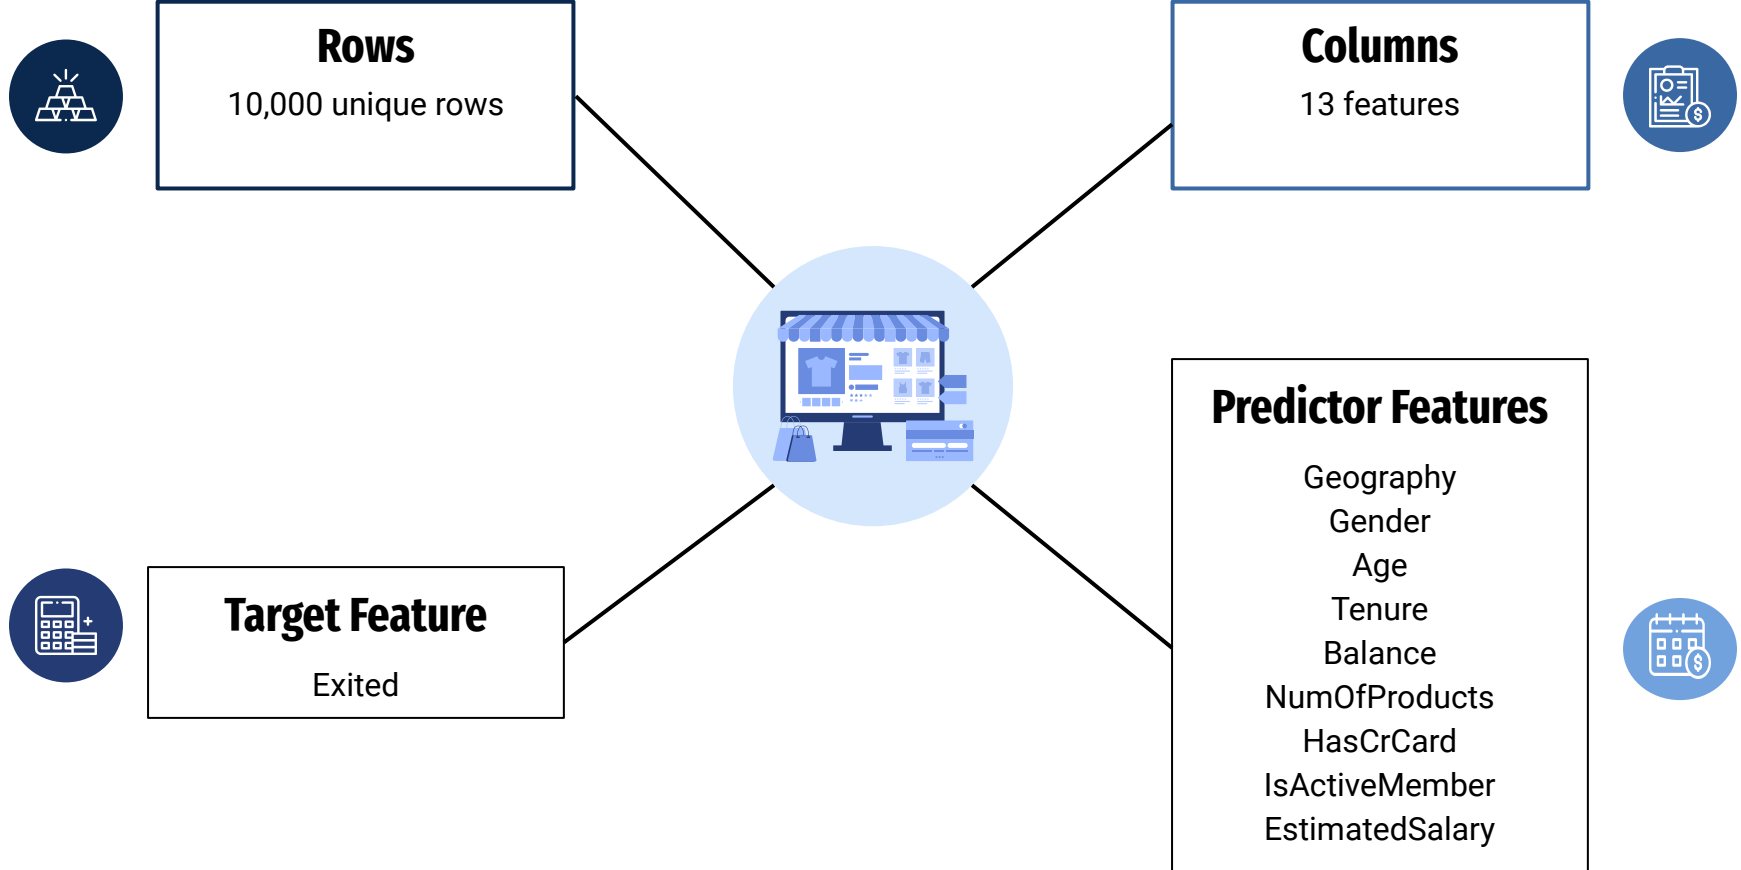 Rows
10,000 unique rows
Columns
13 features
Target Feature
Exited
Predictor Features
Geography
Gender
Age
Tenure
Balance
NumOfProducts
HasCrCard
IsActiveMember
EstimatedSalary